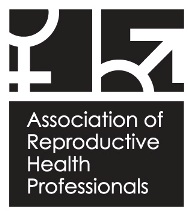 Association of
Reproductive
Health
Professionals